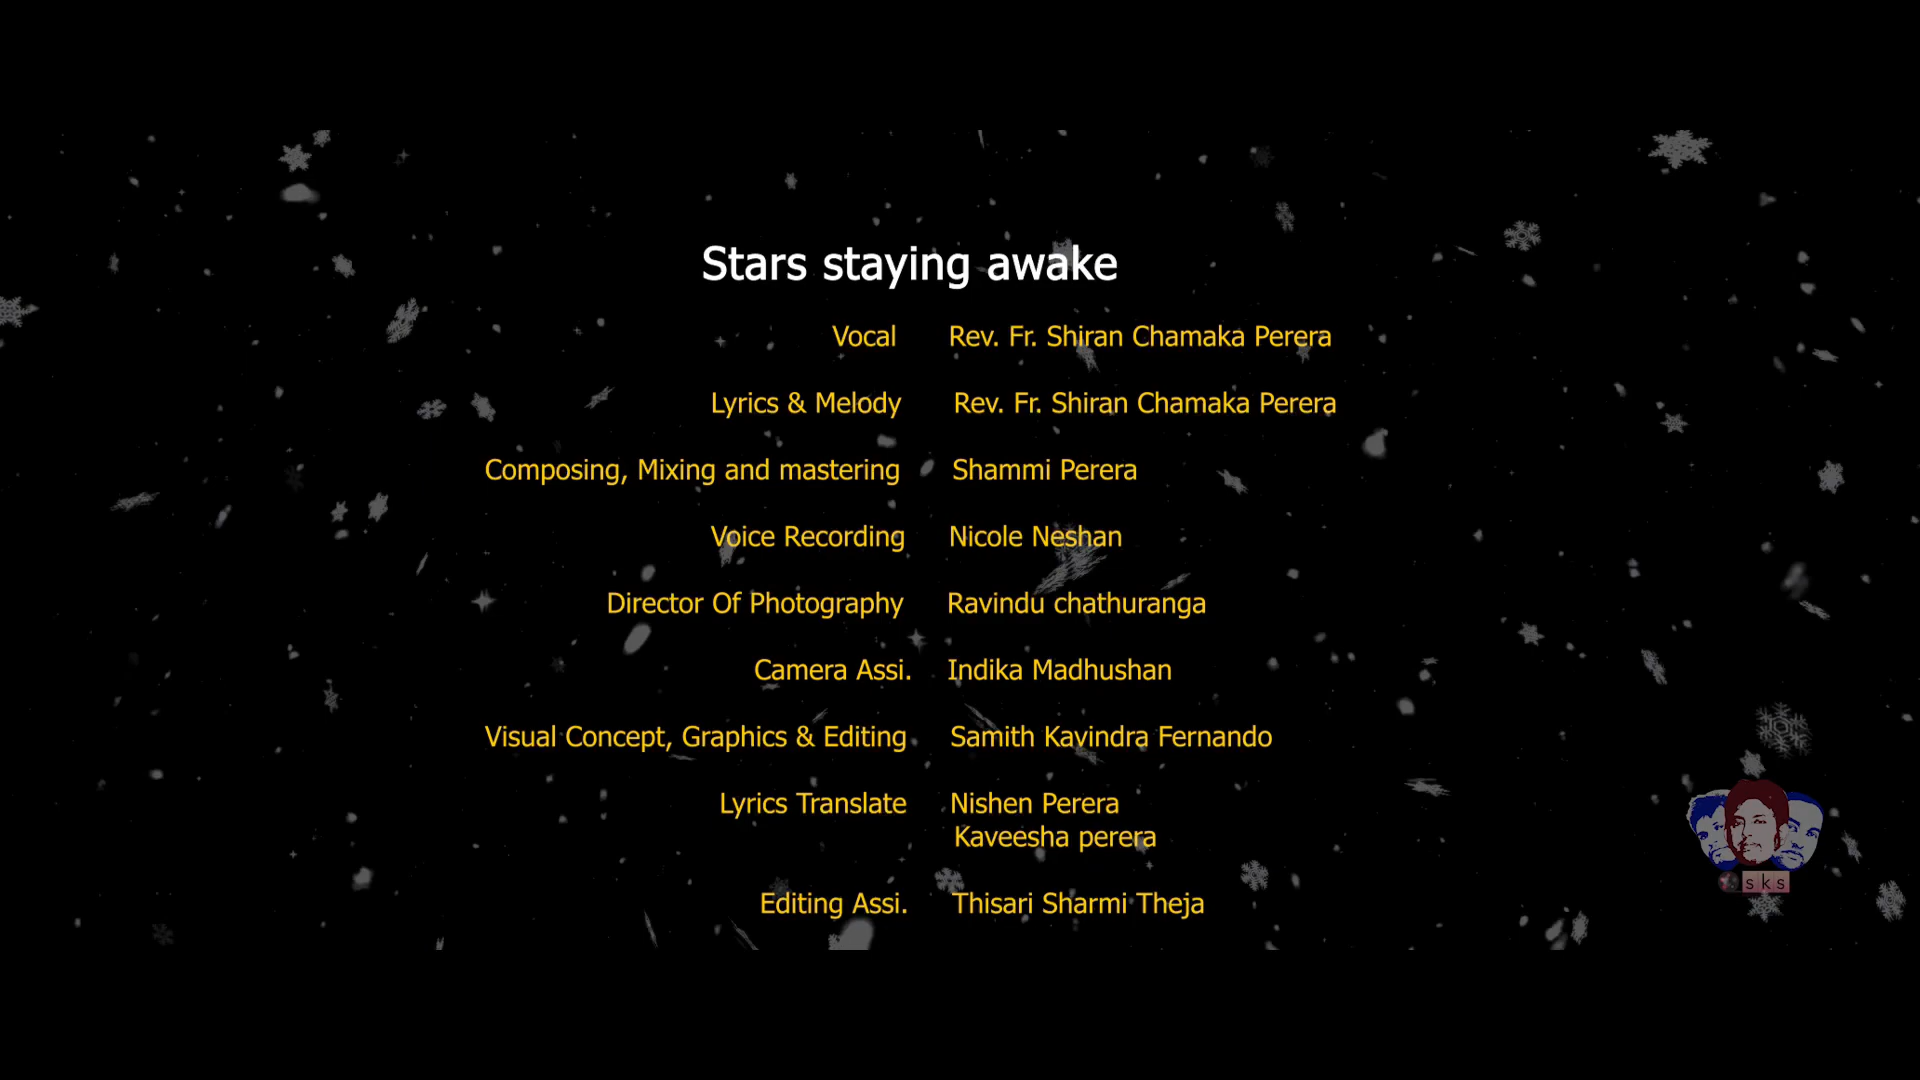 Stars staying awake
Vocal Rev. Fr. Shiran Chamaka Perera
Lyrics & Melody Rev. Fr. Shiran Chamaka Perera
Composing, Mixing and mastering Shammi Perera
Voice Recording Nicole Neshan
Director Of Photography Ravindu chathuranga
Camera Assi. Indika Madhushan
Visual Concept, Graphics & Editing Samith Kavindra Fernando
Lyrics Translate Nishen Perera
Kaveesha perera
Editing Assi. Thisari Sharmi Theja
sks